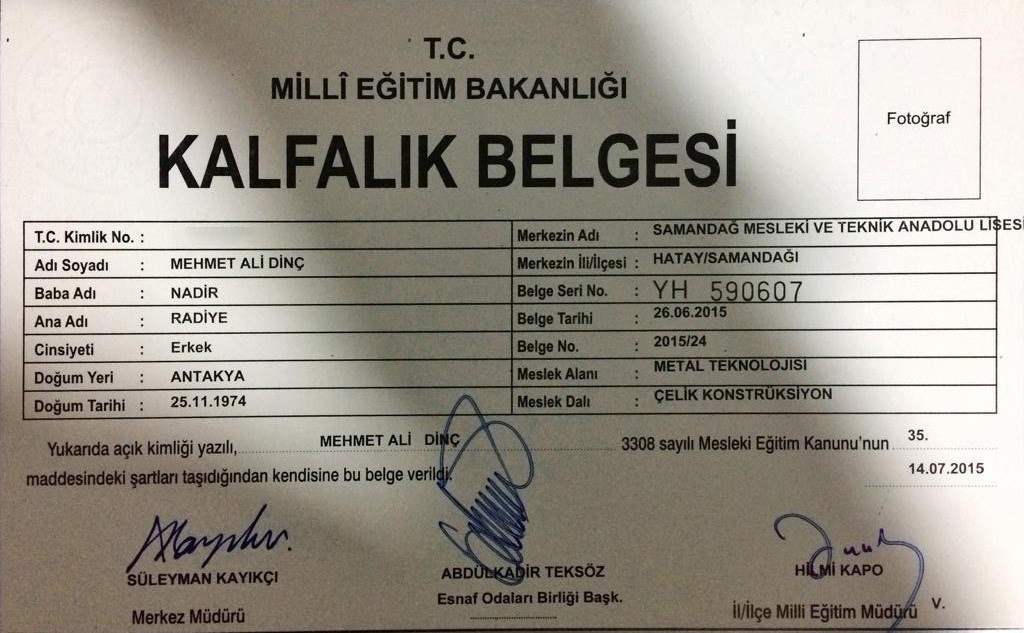 T.C.
MİLLÎ EĞİTİM BAKANLIĞI
KALFALIK BELGESİ
Fotoğraf
T.C. Kimlik No. :
Adı Soyadı : MEHMET ALİ DİNÇ
Baba Adı : NADİR
Ana Adı : RADİYE
Cinsiyeti : Erkek
Doğum Yeri : ANTAKYA
Doğum Tarihi : 25.11.1974
Merkezin Adı : SAMANDAĞ MESLEKİ VE TEKNİK ANADOLU LİSESİ
Merkezin İli/İlçesi : HATAY/SAMANDAĞI
Belge Seri No. : YH 590607
Belge Tarihi : 26.06.2015
Belge No. : 2015/24
Meslek Alanı : METAL TEKNOLOJISI
Meslek Dalı : ÇELİK KONSTRÜKSİYON
Yukarıda açık kimliği yazılı, MEHMET ALİ DİNÇ 3308 sayılı Mesleki Eğitim Kanunu'nun 35.
maddesindeki şartları taşıdığından kendisine bu belge verildi. 14.07.2015
SÜLEYMAN KAYIKÇI
Merkez Müdürü
ABDÜLKADİR TEKSÖZ
Esnaf Odaları Birliği Başk.
HİLMİ KAPO
İl/İlçe Milli Eğitim Müdürü V.